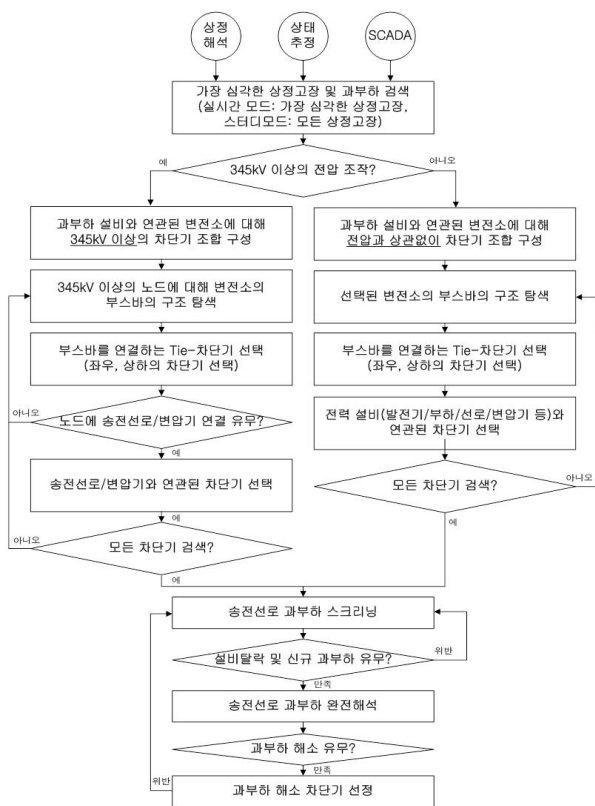 상정
해석
상태
추정
SCADA
가장 심각한 상정고장 및 과부하 검색
(실시간 모드: 가장 심각한 상정고장,
스터디모드: 모든 상정고장)
345kV 이상의 전압 조작?
예
아니오
과부하 설비와 연관된 변전소에 대해
345kV 이상의 차단기 조합 구성
과부하 설비와 연관된 변전소에 대해
전압과 상관없이 차단기 조합 구성
345kV 이상의 노드에 대해 변전소의
부스바의 구조 탐색
선택된 변전소의 부스바의 구조 탐색
부스바를 연결하는 Tie-차단기 선택
(좌우, 상하의 차단기 선택)
부스바를 연결하는 Tie-차단기 선택
(좌우, 상하의 차단기 선택)
아니오
노드에 송전선로/변압기 연결 유무?
예
전력 설비(발전기/부하/선로/변압기 등)와
연관된 차단기 선택
송전선로/변압기와 연관된 차단기 선택
모든 차단기 검색?
아니오
예
에
아니오
모든 차단기 검색?
에
송전선로 과부하 스크리닝
설비탈락 및 신규 과부하 유무?
위반
만족
송전선로 과부하 완전해석
과부하 해소 유무?
만족
위반
과부하 해소 차단기 선정